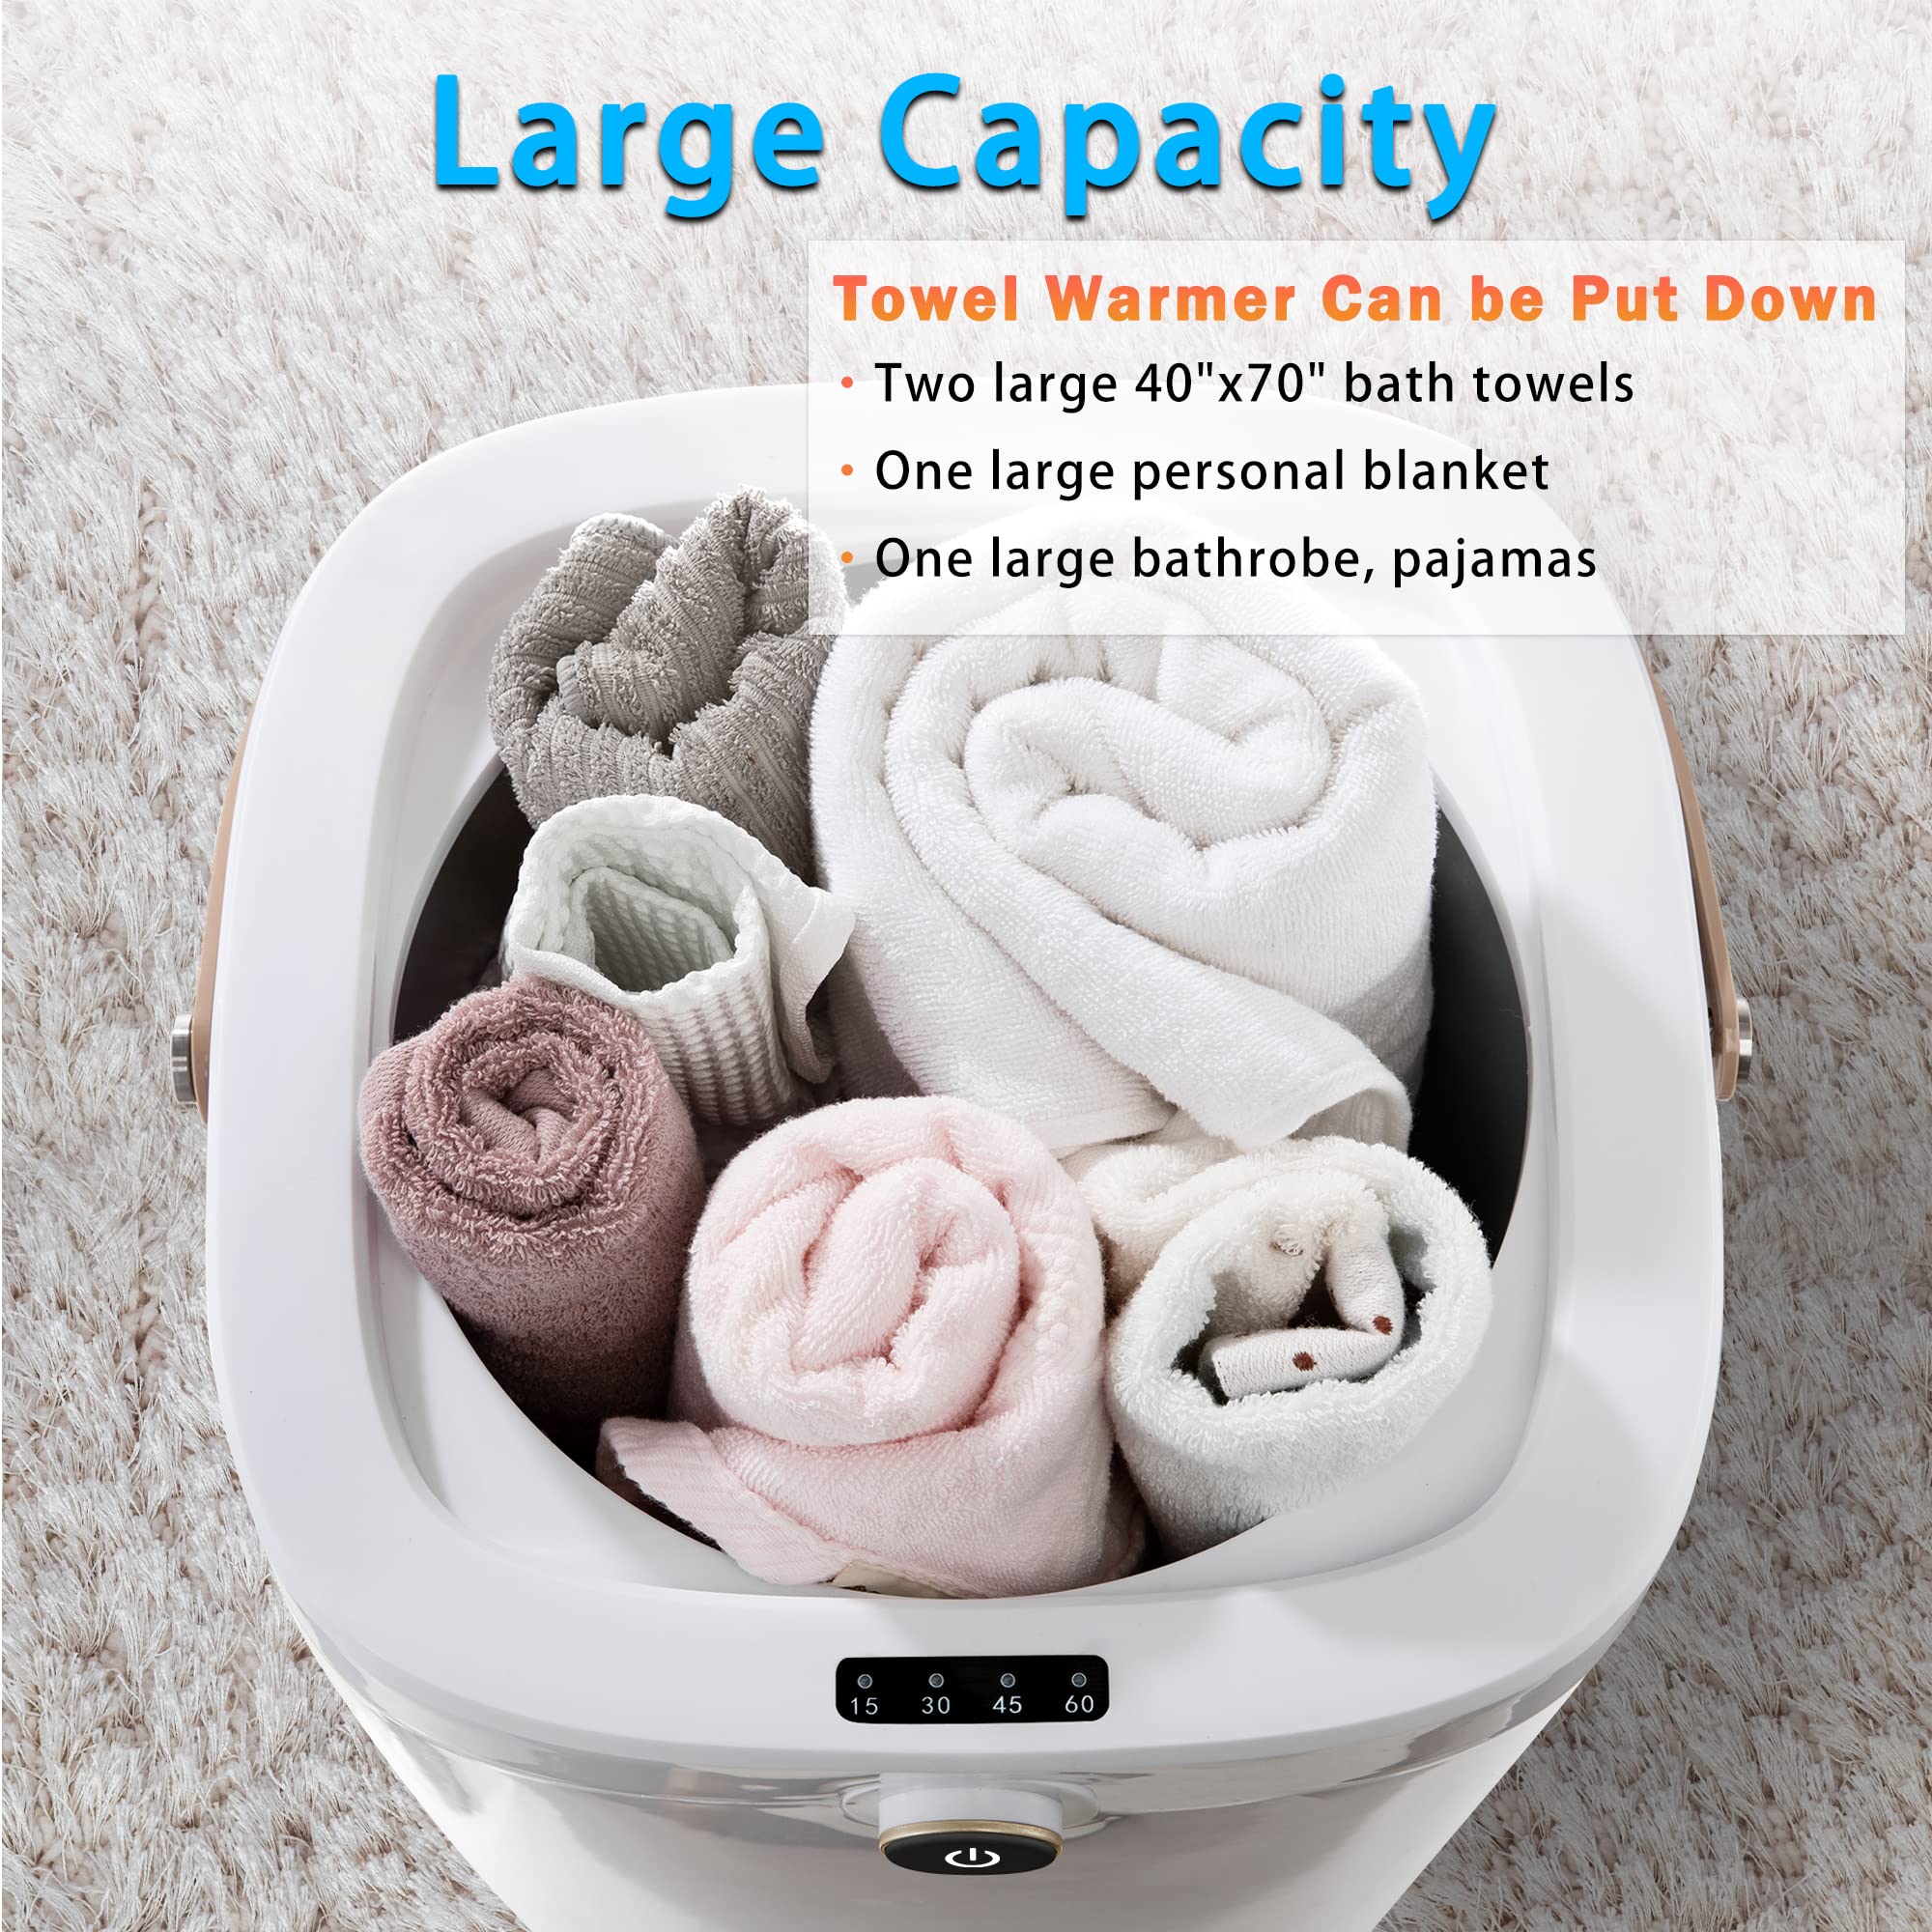 Large Capacity
Towel Warmer Can be Put Down
• Two large 40"x70" bath towels
• One large personal blanket
• One large bathrobe, pajamas
15 30 45 60